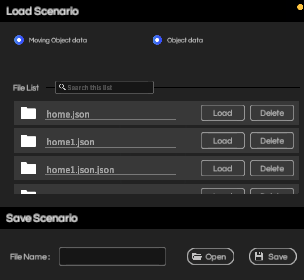 Load Scenario
Moving Object data Object data
File List Search this list
home.json Load Delete
home1.json Load Delete
home1.json.json Load Delete
Save Scenario
File Name : Open Save